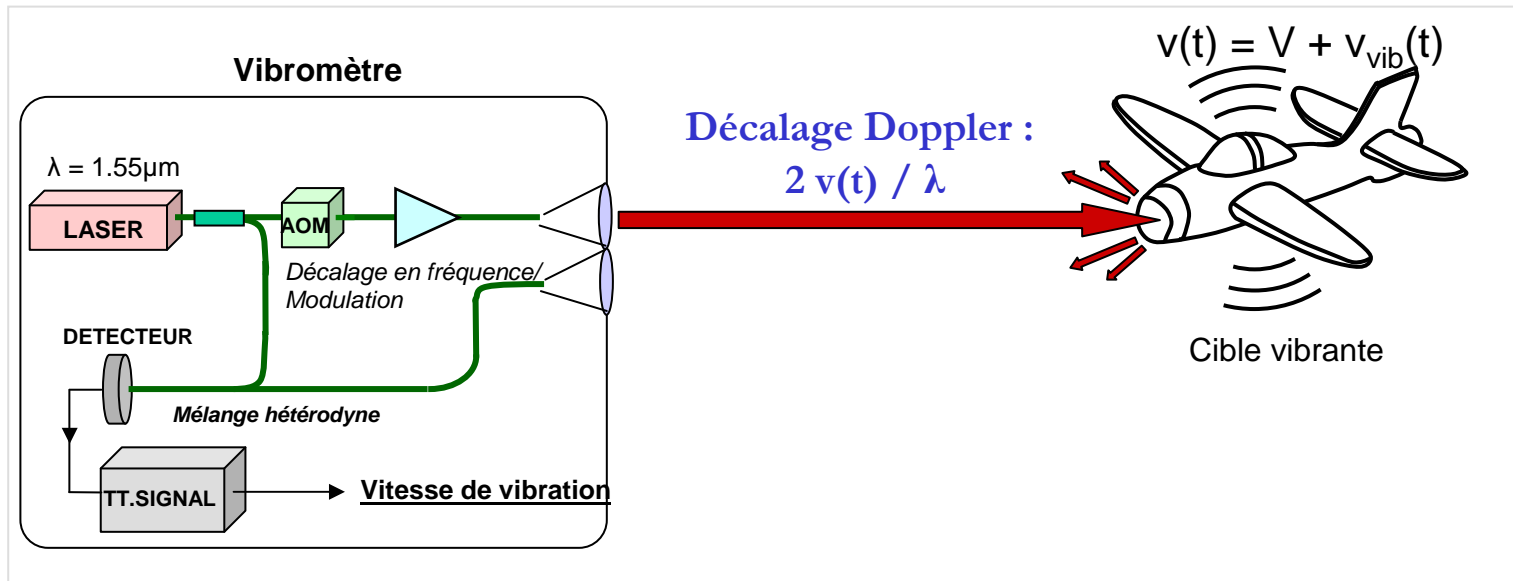 v(t) = V + v_vib(t)
Vibromètre
Décalage Doppler :
2 v(t) / λ
λ = 1.55µm
LASER
AOM
Décalage en fréquence/
Modulation
DETECTEUR
Cible vibrante
Mélange hétérodyne
TT.SIGNAL
Vitesse de vibration